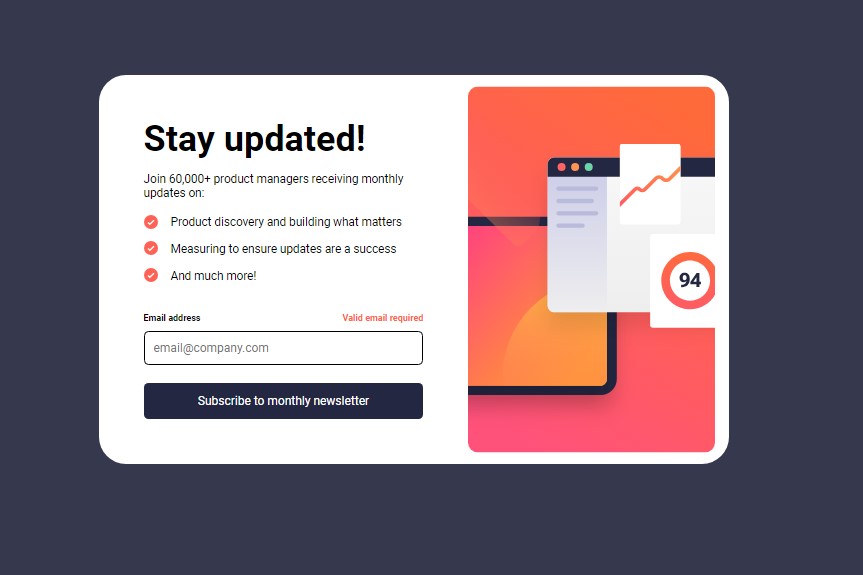 Stay updated!
Join 60,000+ product managers receiving monthly
updates on:
Product discovery and building what matters
Measuring to ensure updates are a success
And much more!
Email address
Valid email required
email@company.com
Subscribe to monthly newsletter
94